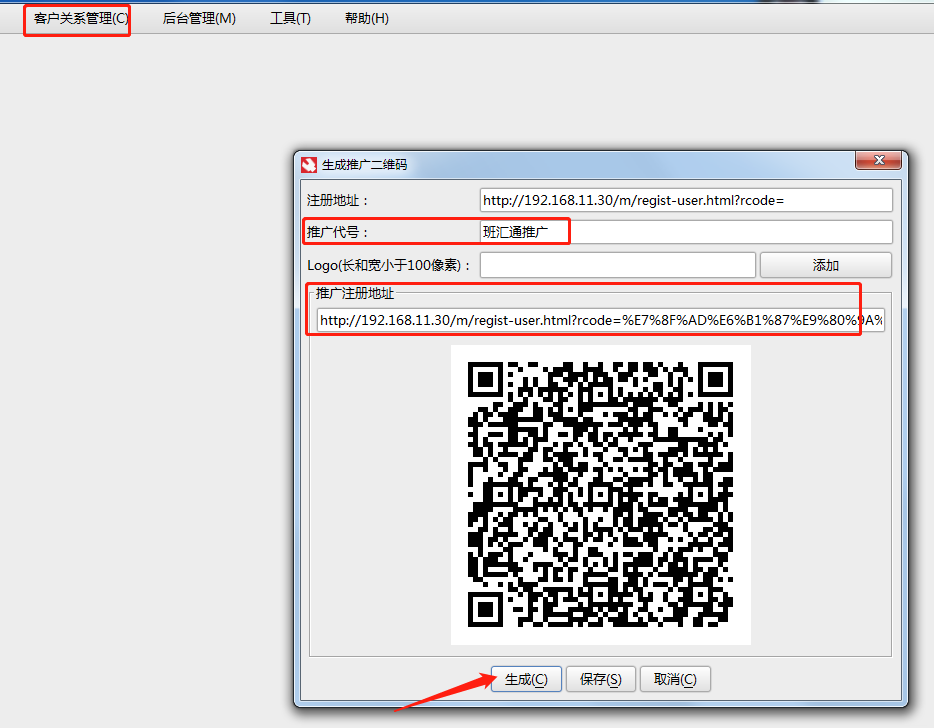 客户关系管理(C) 后台管理(M) 工具(T) 帮助(H)
生成推广二维码
注册地址： http://192.168.11.30/m/regist-user.html?rcode=
推广代号： 班汇通推广
Logo(长和宽小于100像素)： 添加
推广注册地址
http://192.168.11.30/m/regist-user.html?rcode=%E7%8F%AD%E6%B1%87%E9%80%9A%
生成(C) 保存(S) 取消(C)